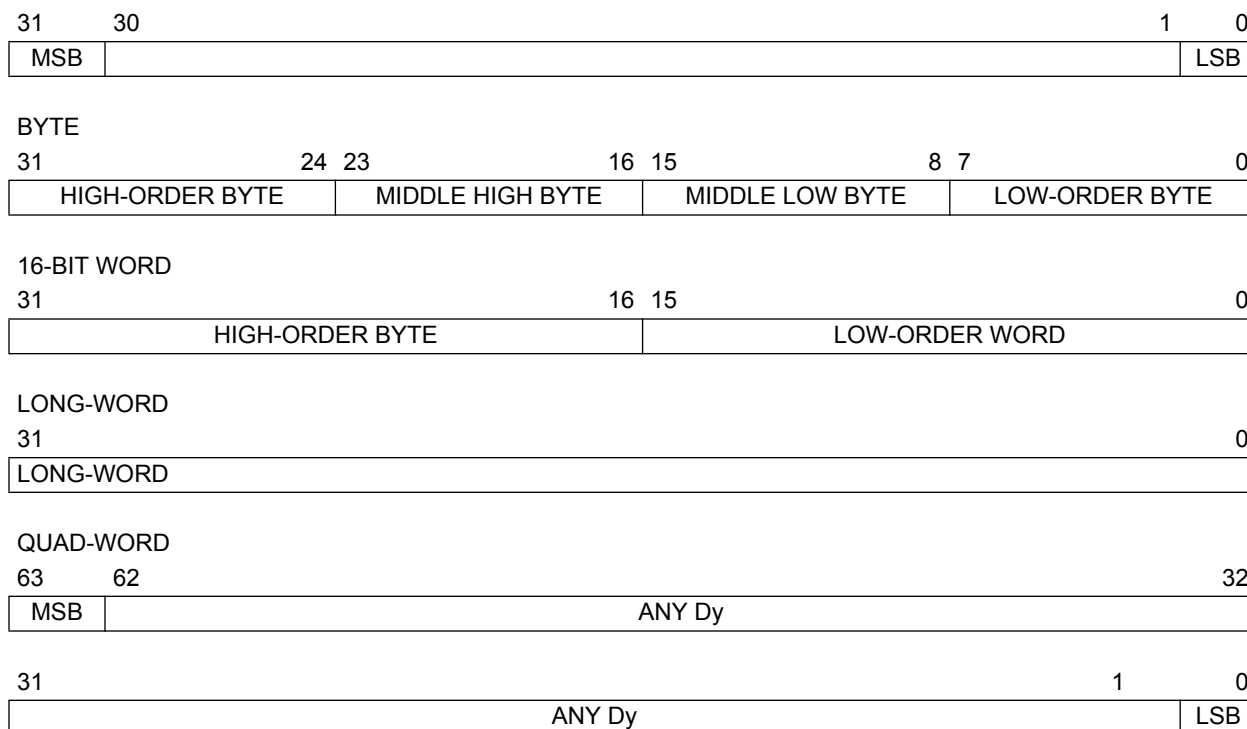 31 30 1 0
MSB LSB
BYTE
31 24 23 16 15 8 7 0
HIGH-ORDER BYTE MIDDLE HIGH BYTE MIDDLE LOW BYTE LOW-ORDER BYTE
16-BIT WORD
31 16 15 0
HIGH-ORDER BYTE LOW-ORDER WORD
LONG-WORD
31 0
LONG-WORD
QUAD-WORD
63 62 32
MSB ANY Dy
31 1 0
ANY Dy LSB